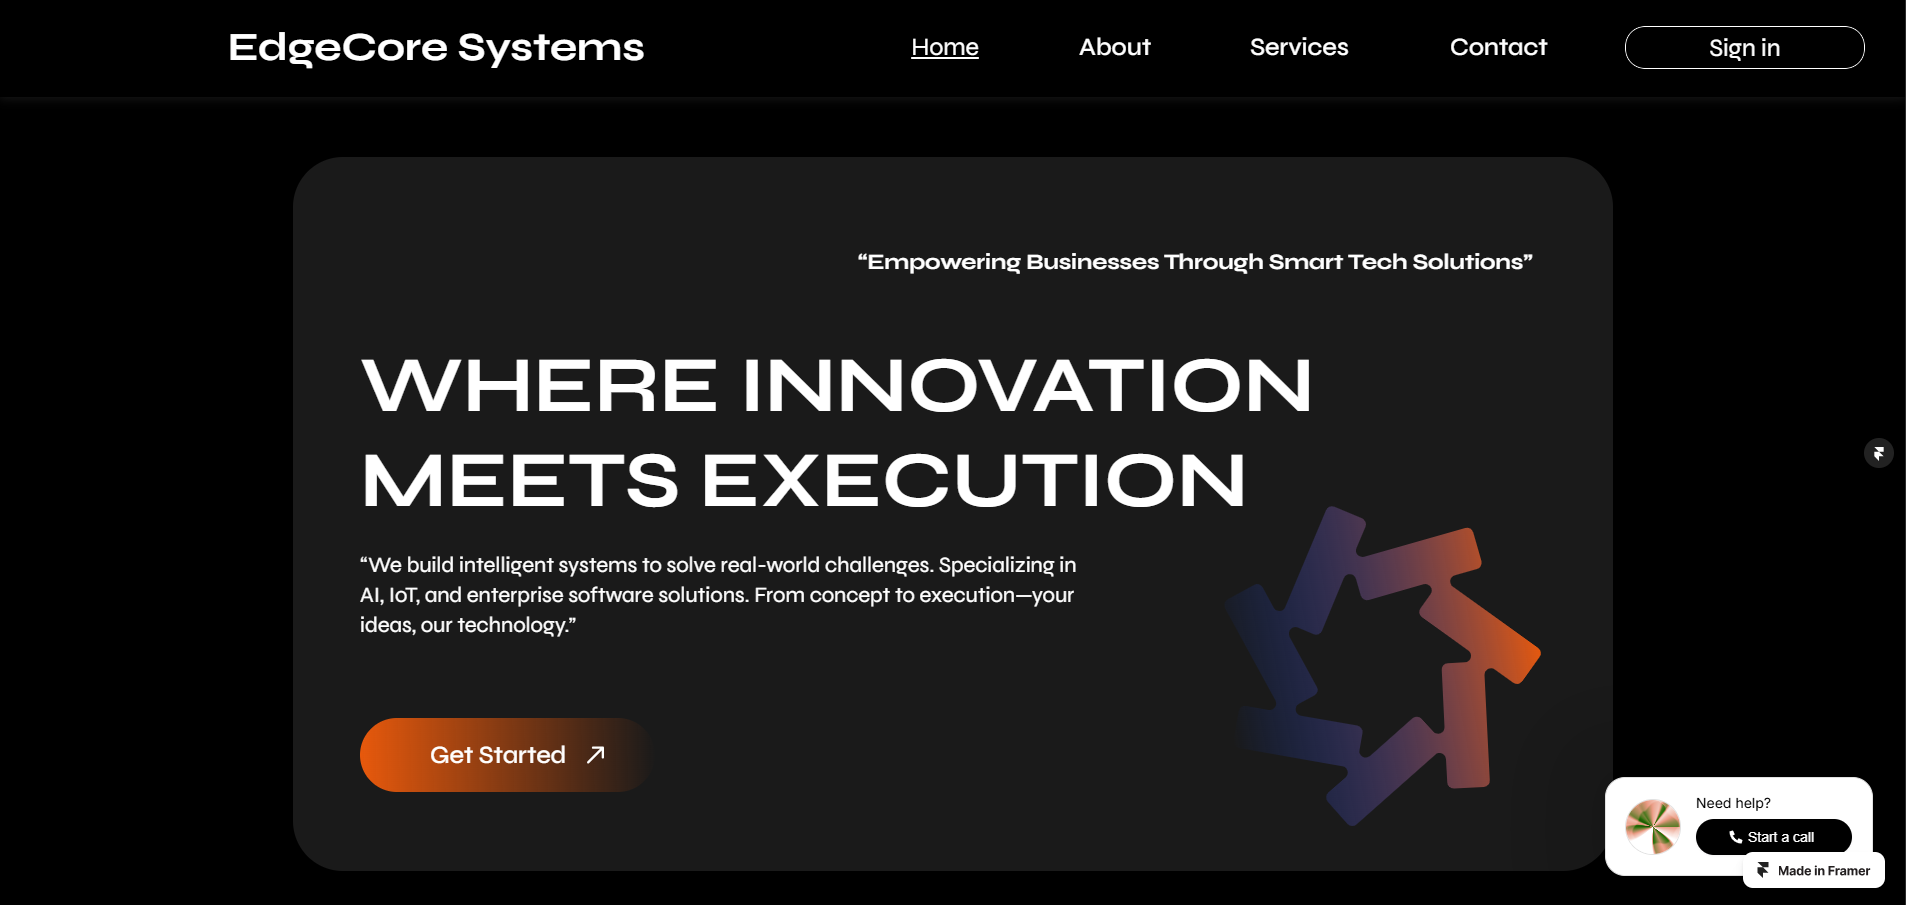 EdgeCore Systems
Home
About
Services
Contact
Sign in
“Empowering Businesses Through Smart Tech Solutions”
WHERE INNOVATION
MEETS EXECUTION
“We build intelligent systems to solve real-world challenges. Specializing in
AI, IoT, and enterprise software solutions. From concept to execution—your
ideas, our technology.”
Get Started
Need help?
Start a call
Made in Framer